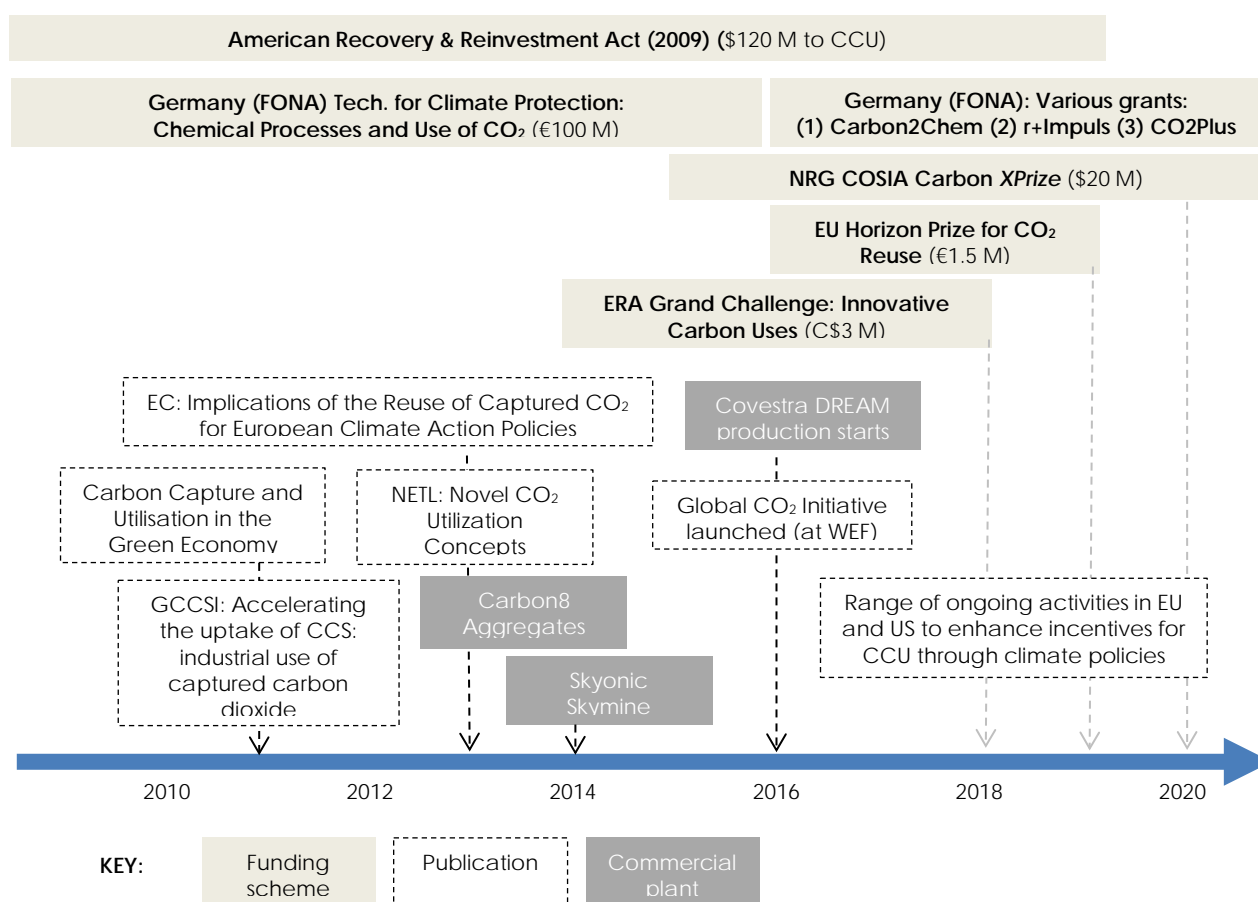 American Recovery & Reinvestment Act (2009) ($120 M to CCU)
Germany (FONA) Tech. for Climate Protection:
Chemical Processes and Use of CO₂ (€100 M)
Germany (FONA): Various grants:
(1) Carbon2Chem (2) r+Impuls (3) CO2Plus
NRG COSIA Carbon XPrize ($20 M)
EU Horizon Prize for CO₂
Reuse (€1.5 M)
ERA Grand Challenge: Innovative
Carbon Uses (C$3 M)
EC: Implications of the Reuse of Captured CO₂
for European Climate Action Policies
Covestra DREAM
production starts
Carbon Capture and
Utilisation in the
Green Economy
NETL: Novel CO₂
Utilization
Concepts
Global CO₂ Initiative
launched (at WEF)
GCCSI: Accelerating
the uptake of CCS:
industrial use of
captured carbon
dioxide
Carbon8
Aggregates
Skyonic
Skymine
Range of ongoing activities in EU
and US to enhance incentives for
CCU through climate policies
2010 2012 2014 2016 2018 2020
KEY:
Funding
scheme
Publication
Commercial
plant